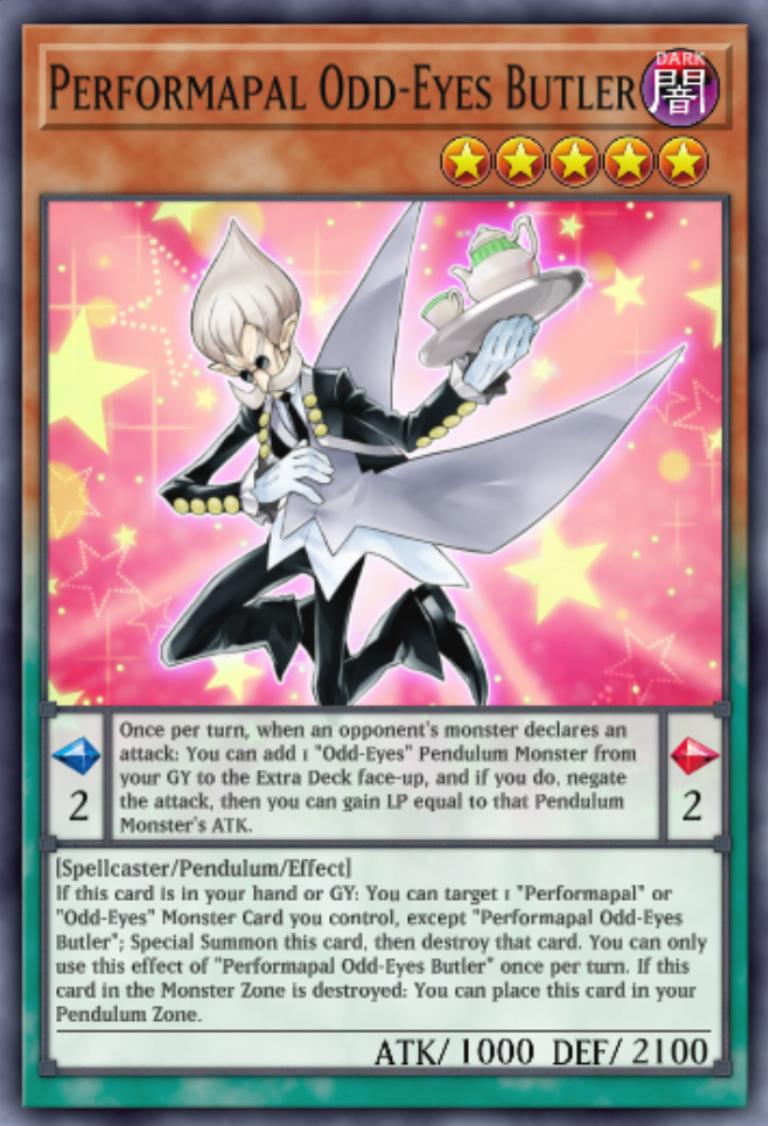 PERFORMAPAL ODD-EYES BUTLER
DARK
闇
Once per turn, when an opponent's monster declares an
attack: You can add 1 "Odd-Eyes" Pendulum Monster from
your GY to the Extra Deck face-up, and if you do, negate
the attack, then you can gain LP equal to that Pendulum
Monster's ATK.
2
2
[Spellcaster/Pendulum/Effect]
If this card is in your hand or GY: You can target 1 "Performapal" or
"Odd-Eyes" Monster Card you control, except "Performapal Odd-Eyes
Butler"; Special Summon this card, then destroy that card. You can only
use this effect of "Performapal Odd-Eyes Butler" once per turn. If this
card in the Monster Zone is destroyed: You can place this card in your
Pendulum Zone.
ATK/ 1000 DEF/ 2100